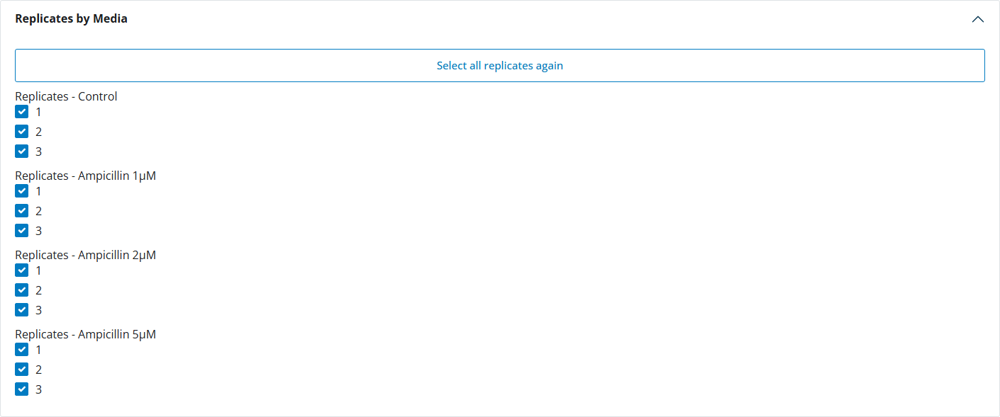 Replicates by Media
Select all replicates again
Replicates - Control
1
2
3
Replicates - Ampicillin 1µM
1
2
3
Replicates - Ampicillin 2µM
1
2
3
Replicates - Ampicillin 5µM
1
2
3